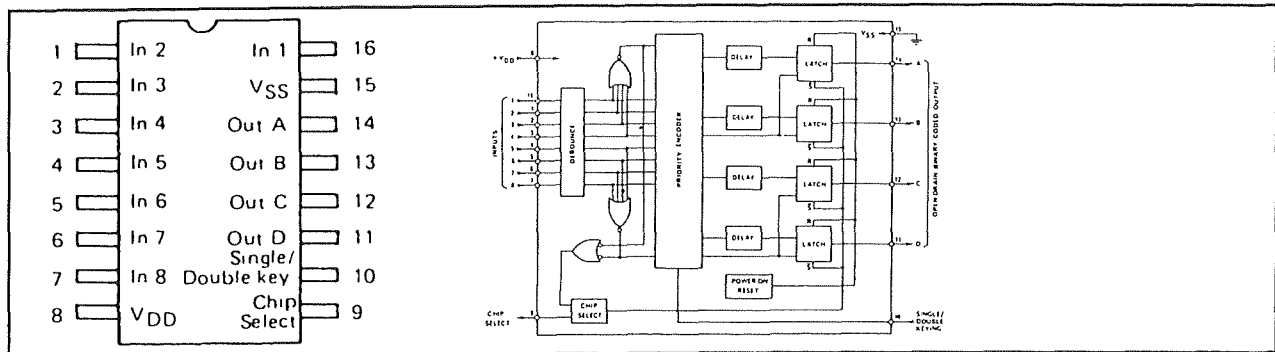 1 In 2 In 1 16
2 In 3 VSS 15
3 In 4 Out A 14
4 In 5 Out B 13
5 In 6 Out C 12
6 In 7 Out D 11
Single/
7 In 8 Double key 10
Chip
8 VDD Select 9
VSS
+VDD
INPUTS
DEBOUNCE
PRIORITY ENCODER
DELAY
R
LATCH
S
A
DELAY
R
LATCH
S
B
DELAY
R
LATCH
S
C
DELAY
R
LATCH
S
D
OPEN DRAIN BINARY CODED OUTPUT
POWER ON
RESET
CHIP
SELECT
CHIP
SELECT
SINGLE/
DOUBLE
KEYING